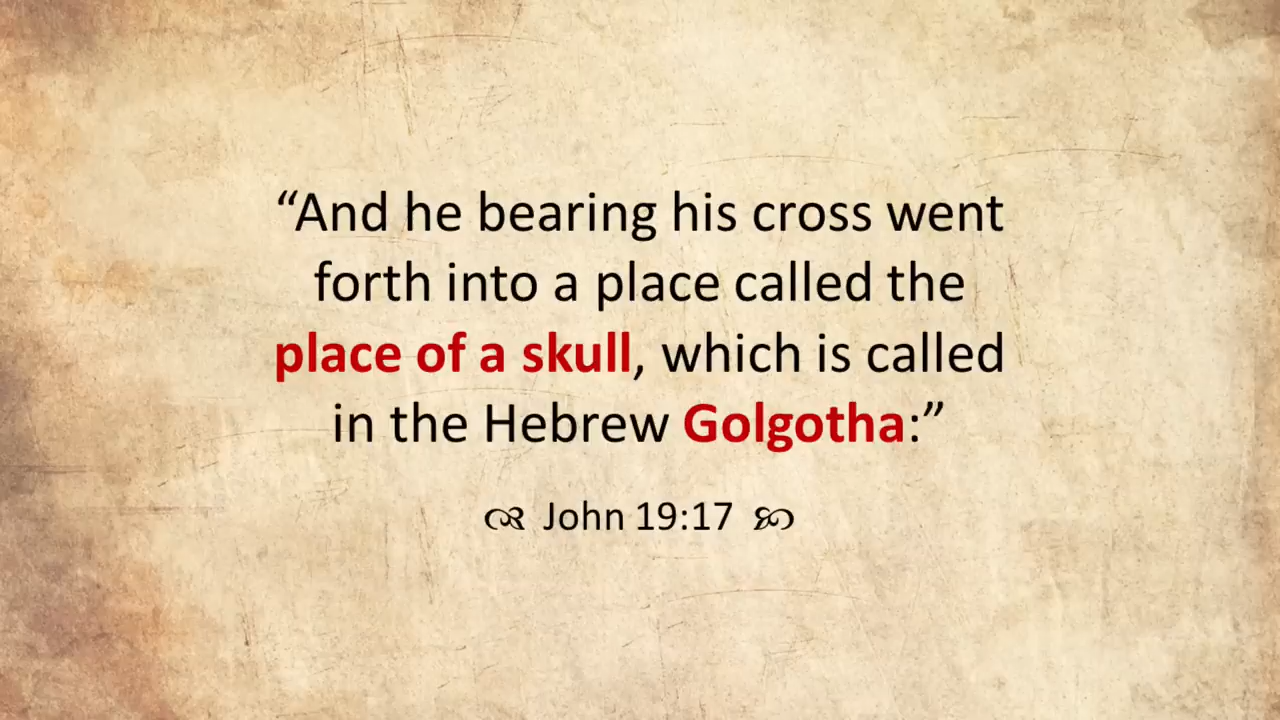 “And he bearing his cross went
forth into a place called the
place of a skull, which is called
in the Hebrew Golgotha:”
John 19:17